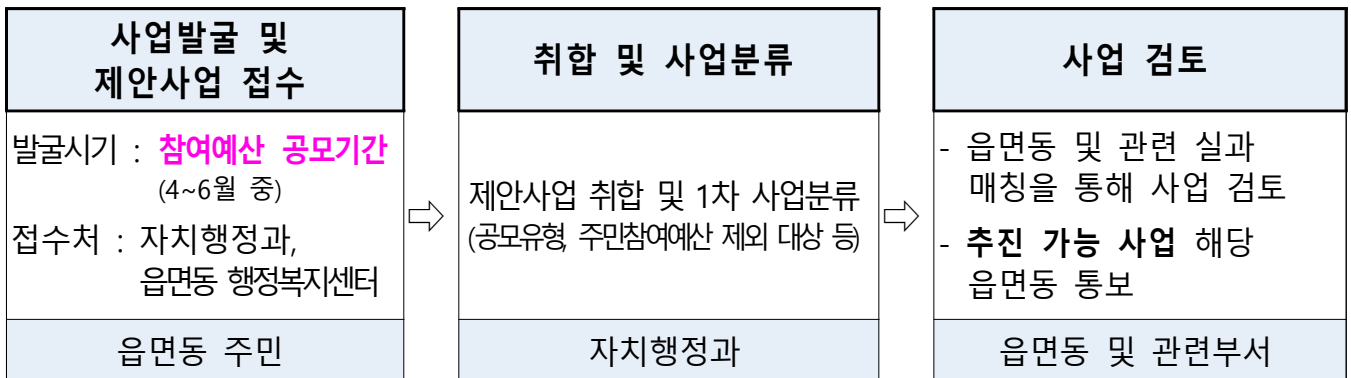 사업발굴 및
제안사업 접수
발굴시기 : 참여예산 공모기간
(4~6월 중)
접수처 : 자치행정과,
읍면동 행정복지센터
읍면동 주민
⇨
취합 및 사업분류
제안사업 취합 및 1차 사업분류
(공모유형, 주민참여예산 제외 대상 등)
자치행정과
⇨
사업 검토
- 읍면동 및 관련 실과
매칭을 통해 사업 검토
- 추진 가능 사업 해당
읍면동 통보
읍면동 및 관련부서